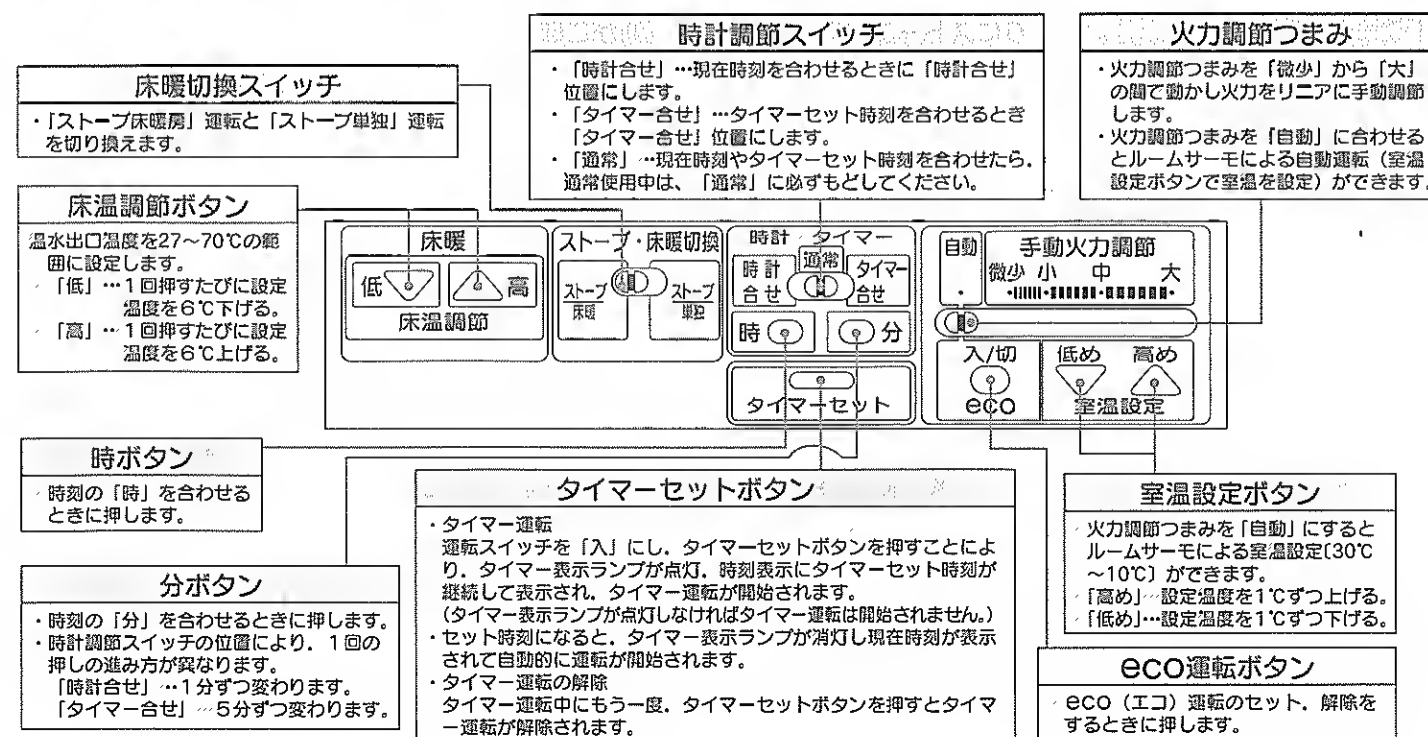 時計調節スイッチ
・「時計合せ」…現在時刻を合わせるときに「時計合せ」
位置にします。
・「タイマー合せ」…タイマーセット時刻を合わせるとき
「タイマー合せ」位置にします。
・「通常」…現在時刻やタイマーセット時刻を合わせたら，
通常使用中は、「通常」に必ずもどしてください。
火力調節つまみ
・火力調節つまみを「微少」から「大」
の間で動かし火力をリニアに手動調節
します。
・火力調節つまみを「自動」に合わせる
とルームサーモによる自動運転（室温
設定ボタンで室温を設定）ができます
床暖切換スイッチ
・「ストーブ床暖房」運転と「ストーブ単独」運転
を切り換えます。
床温調節ボタン
温水出口温度を27〜70℃の範
囲に設定します。
・「低」…1回押すたびに設定
温度を6℃下げる。
・「高」…1回押すたびに設定
温度を6℃上げる。
床暖
低 高
床温調節
ストーブ・床暖切換
ストーブ
床暖
ストーブ
単独
時計・タイマー
時計
合せ
通常
タイマー
合せ
時 分
タイマーセット
自動
手動火力調節
微少 小 中 大
入/切
eco
低め 高め
室温設定
時ボタン
・時刻の「時」を合わせる
ときに押します。
分ボタン
・時刻の「分」を合わせるときに押します。
・時計調節スイッチの位置により，1回の
押しの進み方が異なります。
「時計合せ」…1分ずつ変わります。
「タイマー合せ」…5分ずつ変わります。
タイマーセットボタン
・タイマー運転
運転スイッチを「入」にし，タイマーセットボタンを押すことによ
り，タイマー表示ランプが点灯，時刻表示にタイマーセット時刻が
継続して表示され，タイマー運転が開始されます。
(タイマー表示ランプが点灯しなければタイマー運転は開始されません。)
・セット時刻になると，タイマー表示ランプが消灯し現在時刻が表示
されて自動的に運転が開始されます。
・タイマー運転の解除
タイマー運転中にもう一度，タイマーセットボタンを押すとタイマ
ー運転が解除されます。
室温設定ボタン
・火力調節つまみを「自動」にすると
ルームサーモによる室温設定〔30℃
〜10℃〕ができます。
・「高め」…設定温度を1℃ずつ上げる。
・「低め」…設定温度を1℃ずつ下げる。
eco運転ボタン
・eco（エコ）運転のセット，解除を
するときに押します。